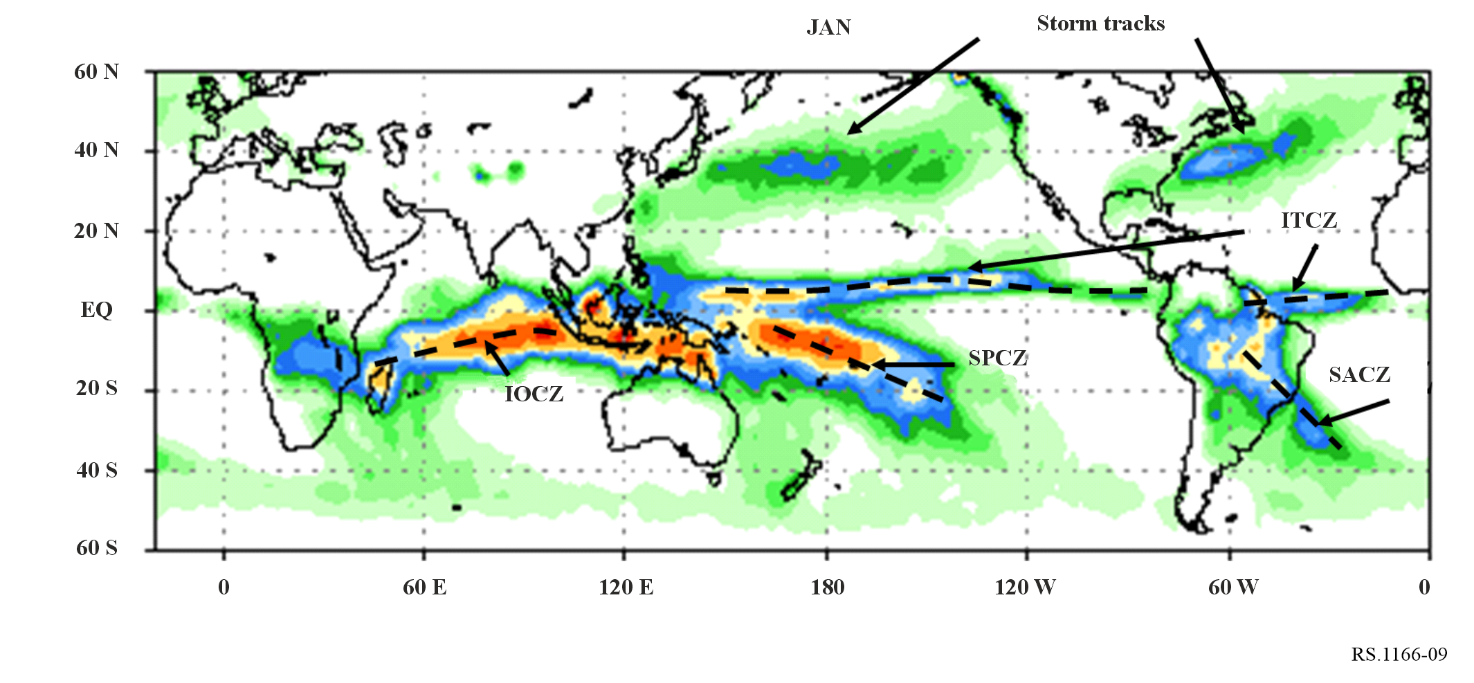 JAN
Storm tracks
60 N
40 N
20 N
EQ
20 S
40 S
60 S
ITCZ
SPCZ
SACZ
IOCZ
0
60 E
120 E
180
120 W
60 W
0
RS.1166-09